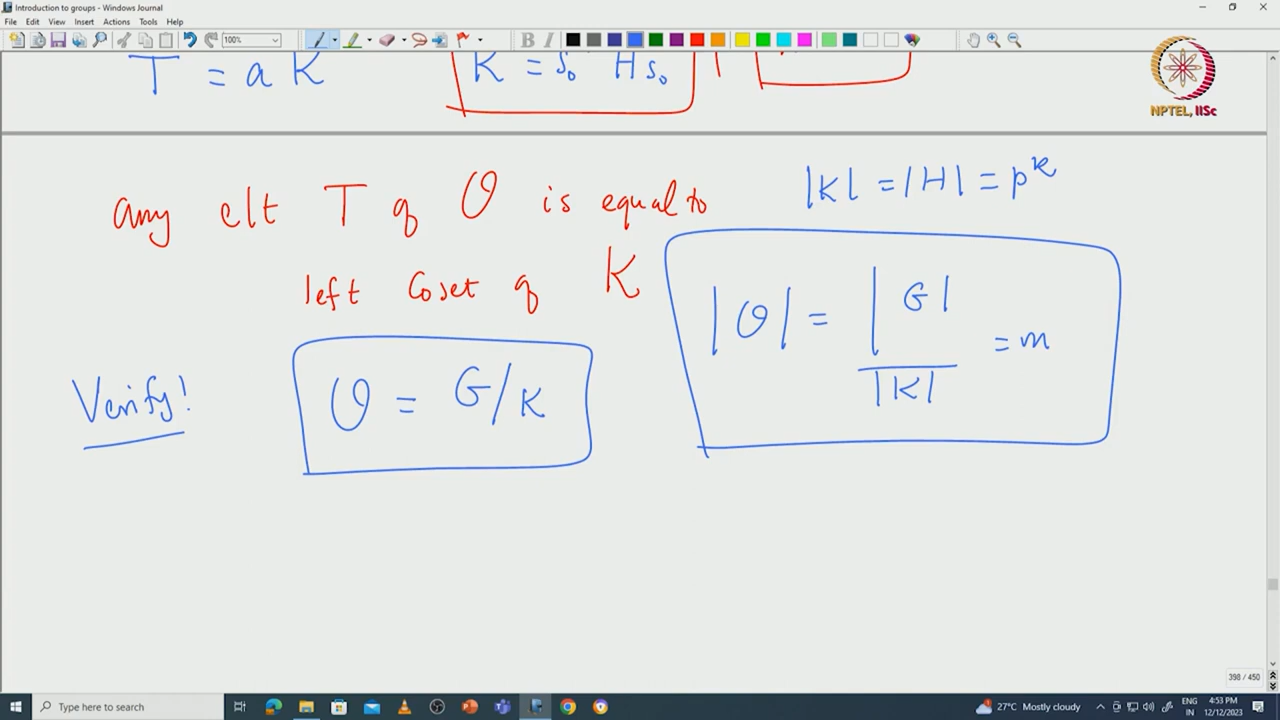 Introduction to groups - Windows Journal
File Edit View Insert Actions Tools Help
100%
B I
T = a K K = s₀ H s₀
NPTEL, IISc
any elt T of O is equal to
left Coset of K
|K| = |H| = p^k
|O| = |G| / |K| = m
Verify!
O = G/K
398 / 450
Type here to search
27°C Mostly cloudy
ENG
IN
4:53 PM
12/12/2023